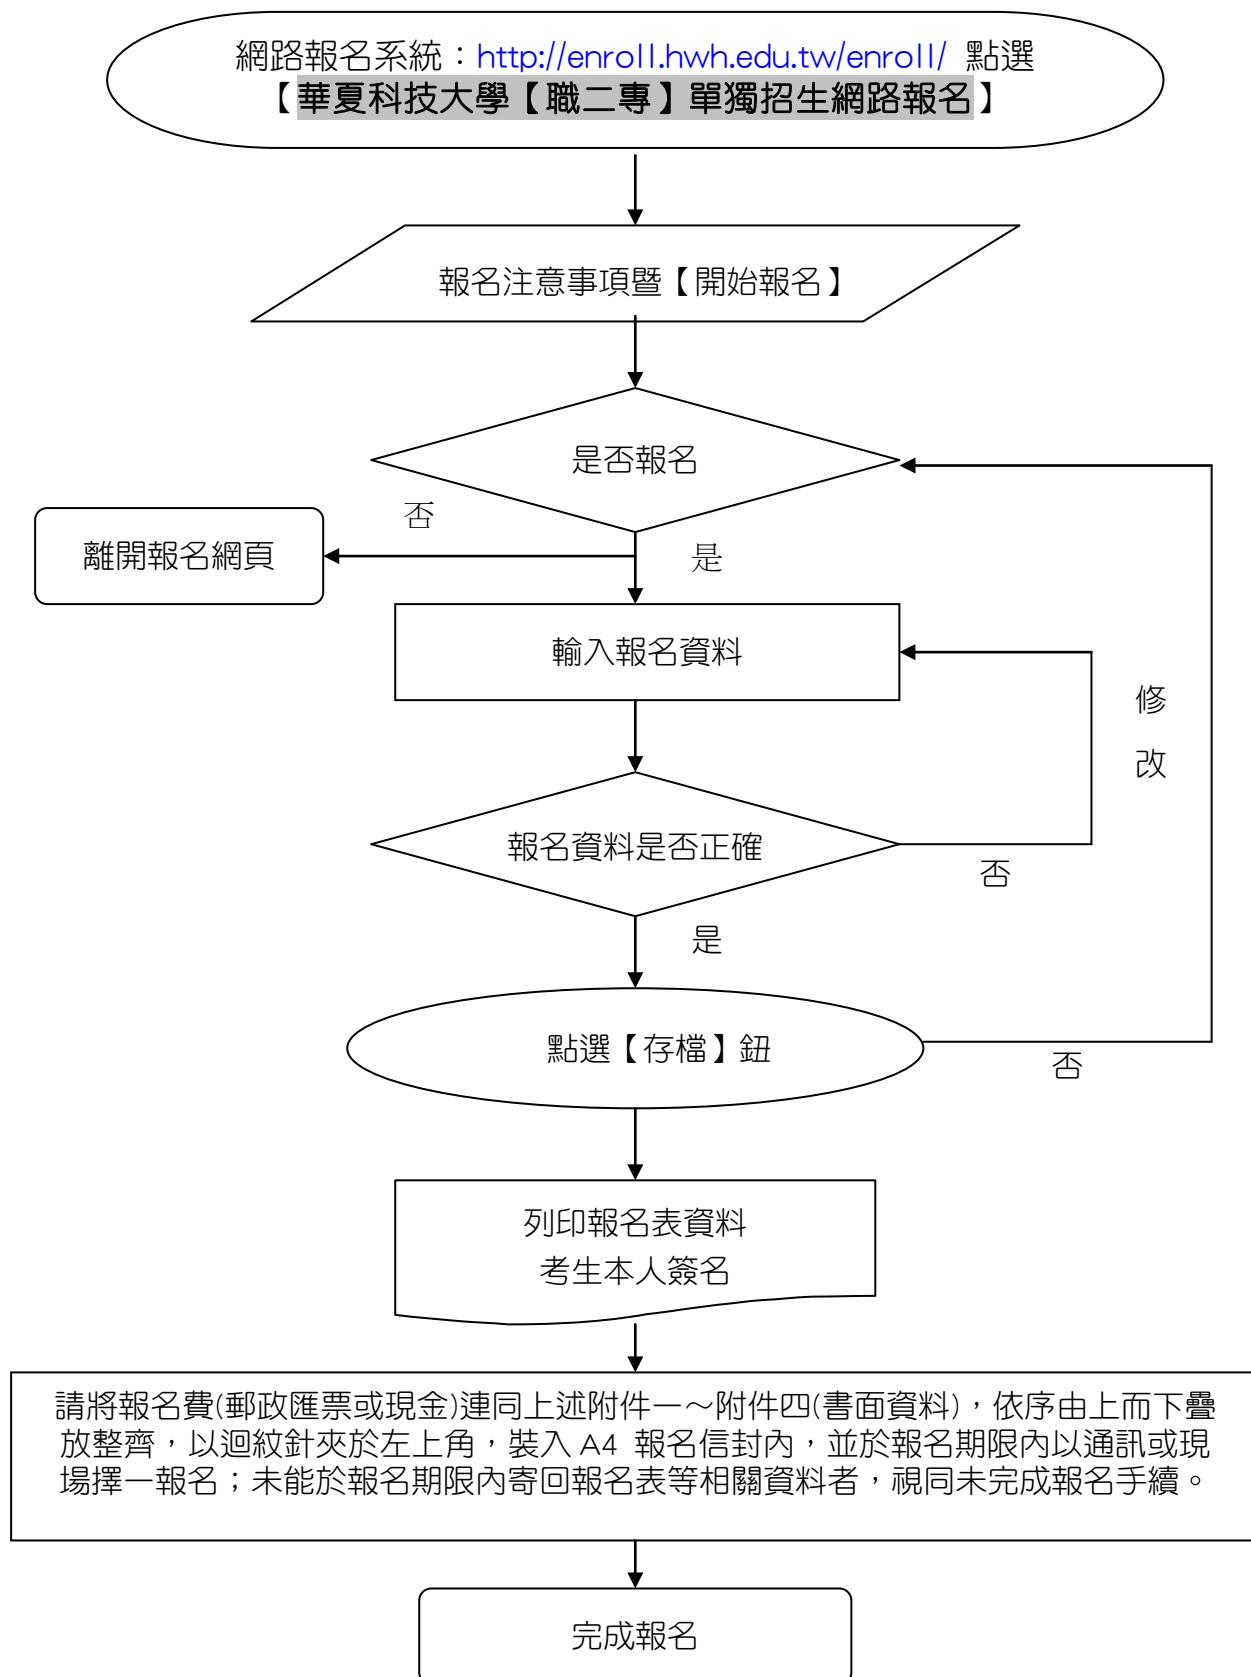 網路報名系統：http://enroll.hwh.edu.tw/enroll/ 點選
【華夏科技大學【職二專】單獨招生網路報名】
報名注意事項暨【開始報名】
是否報名
否
離開報名網頁
是
輸入報名資料
修
改
報名資料是否正確
否
是
點選【存檔】鈕
否
列印報名表資料
考生本人簽名
請將報名費(郵政匯票或現金)連同上述附件一～附件四(書面資料)，依序由上而下疊
放整齊，以迴紋針夾於左上角，裝入 A4 報名信封內，並於報名期限內以通訊或現
場擇一報名；未能於報名期限內寄回報名表等相關資料者，視同未完成報名手續。
完成報名